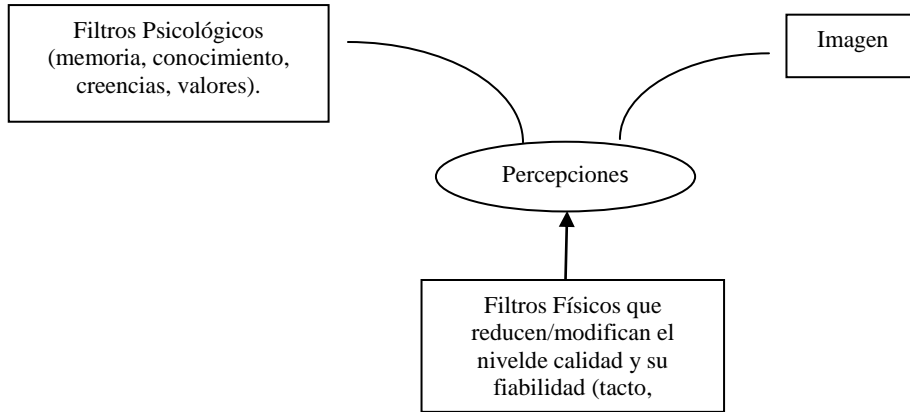 Filtros Psicológicos
(memoria, conocimiento,
creencias, valores).
Imagen
Percepciones
Filtros Físicos que
reducen/modifican el
nivelde calidad y su
fiabilidad (tacto,